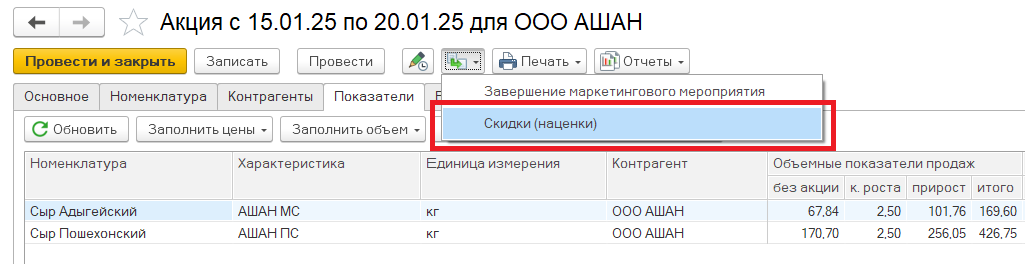 Акция с 15.01.25 по 20.01.25 для ООО АШАН
Провести и закрыть Записать Провести Печать Отчеты
Завершение маркетингового мероприятия
Основное Номенклатура Контрагенты Показатели
Скидки (наценки)
Обновить Заполнить цены Заполнить объем
Номенклатура Характеристика Единица измерения Контрагент Объемные показатели продаж
без акции к. роста прирост итого
Сыр Адыгейский АШАН МС кг ООО АШАН 67,84 2,50 101,76 169,60
Сыр Пошехонский АШАН ПС кг ООО АШАН 170,70 2,50 256,05 426,75